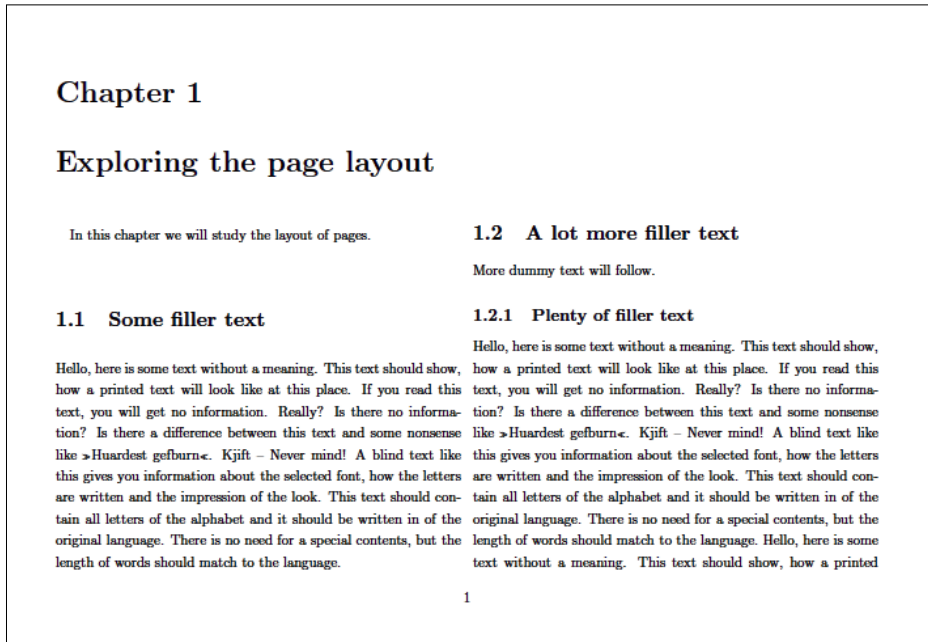 Chapter 1
Exploring the page layout
In this chapter we will study the layout of pages.
1.1 Some filler text
Hello, here is some text without a meaning. This text should show,
how a printed text will look like at this place. If you read this
text, you will get no information. Really? Is there no informa-
tion? Is there a difference between this text and some nonsense
like »Huardest gefburn«. Kjift – Never mind! A blind text like
this gives you information about the selected font, how the letters
are written and the impression of the look. This text should con-
tain all letters of the alphabet and it should be written in of the
original language. There is no need for a special contents, but the
length of words should match to the language.
1.2 A lot more filler text
More dummy text will follow.
1.2.1 Plenty of filler text
Hello, here is some text without a meaning. This text should show,
how a printed text will look like at this place. If you read this
text, you will get no information. Really? Is there no informa-
tion? Is there a difference between this text and some nonsense
like »Huardest gefburn«. Kjift – Never mind! A blind text like
this gives you information about the selected font, how the letters
are written and the impression of the look. This text should con-
tain all letters of the alphabet and it should be written in of the
original language. There is no need for a special contents, but the
length of words should match to the language. Hello, here is some
text without a meaning. This text should show, how a printed
1